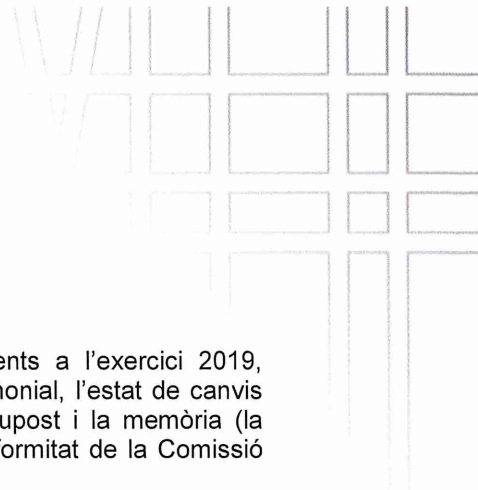 ents a l'exercici 2019,
nonial, l'estat de canvis
upost i la memòria (la
formitat de la Comissió